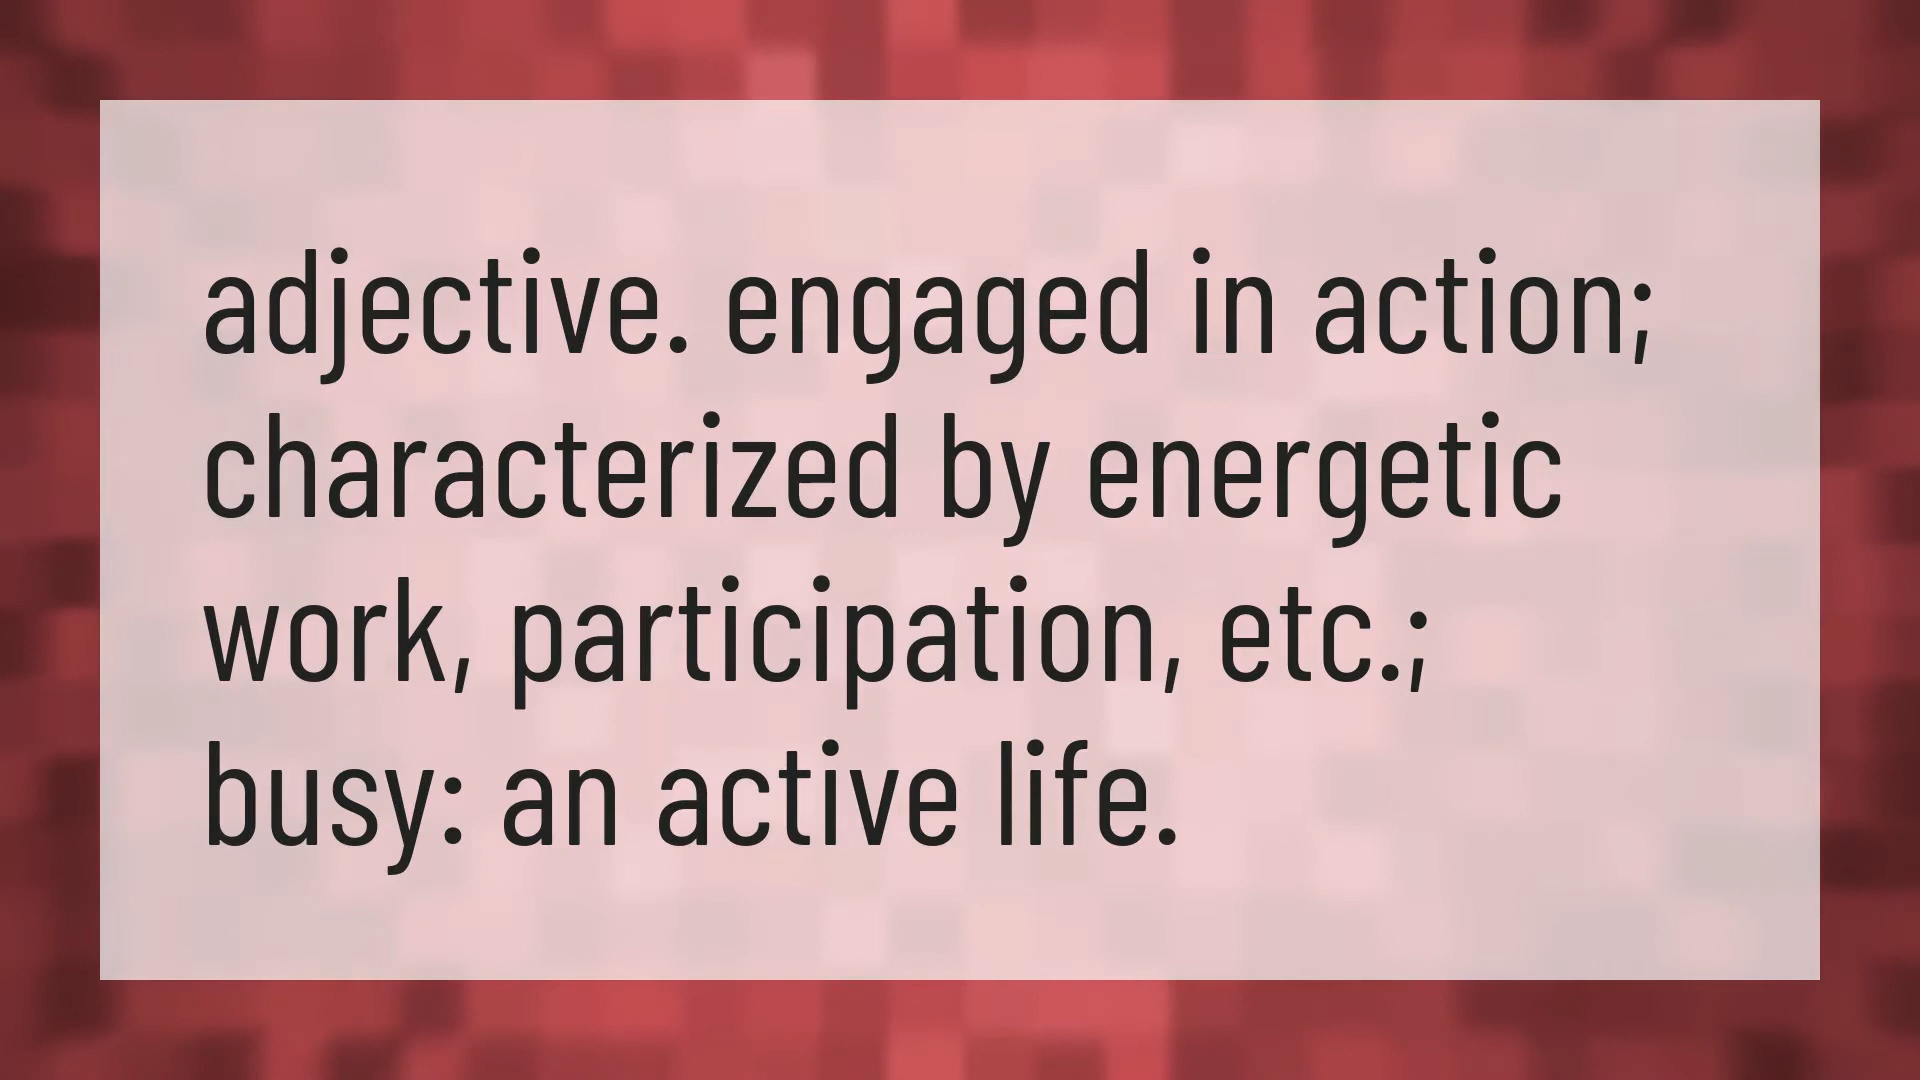 adjective. engaged in action;
characterized by energetic
work, participation, etc.;
busy: an active life.